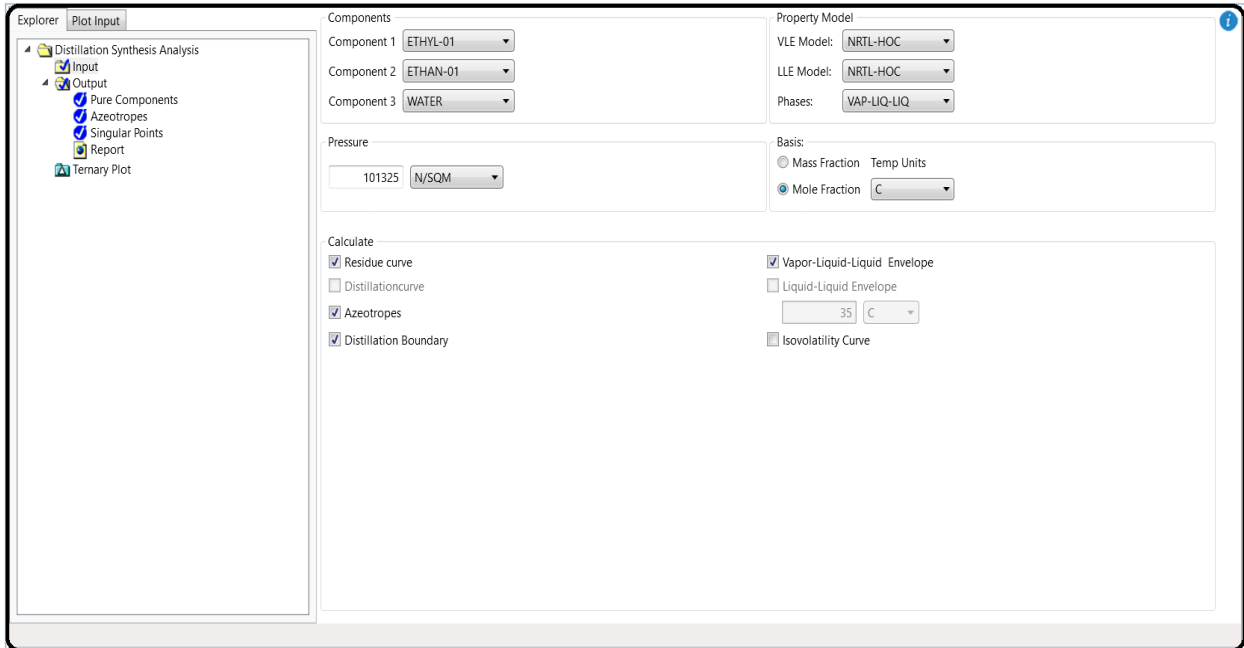 Explorer Plot Input
Distillation Synthesis Analysis
Input
Output
Pure Components
Azeotropes
Singular Points
Report
Ternary Plot
Components
Component 1 ETHYL-01
Component 2 ETHAN-01
Component 3 WATER
Property Model
VLE Model: NRTL-HOC
LLE Model: NRTL-HOC
Phases: VAP-LIQ-LIQ
Pressure
101325 N/SQM
Basis:
Mass Fraction Temp Units
Mole Fraction C
Calculate
Residue curve
Distillationcurve
Azeotropes
Distillation Boundary
Vapor-Liquid-Liquid Envelope
Liquid-Liquid Envelope
35 C
Isovolatility Curve
i